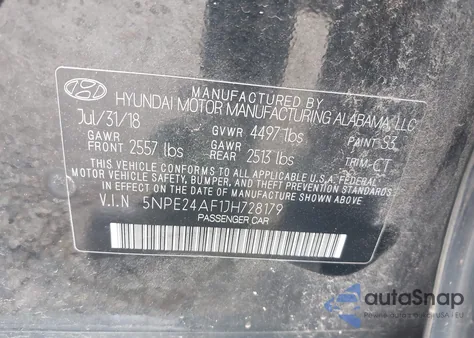 MANUFACTURED BY
HYUNDAI MOTOR MANUFACTURING ALABAMA, LLC
Jul/31/18 GVWR 4497 lbs PAINT S3
GAWR FRONT 2557 lbs GAWR REAR 2513 lbs TRIM CT
THIS VEHICLE CONFORMS TO ALL APPLICABLE U.S. FEDERAL
MOTOR VEHICLE SAFETY, BUMPER, AND THEFT PREVENTION STANDARDS
IN EFFECT ON THE DATE OF MANUFACTURE SHOWN ABOVE.
V.I.N 5NPE24AF1JH728179
PASSENGER CAR
autaSnap